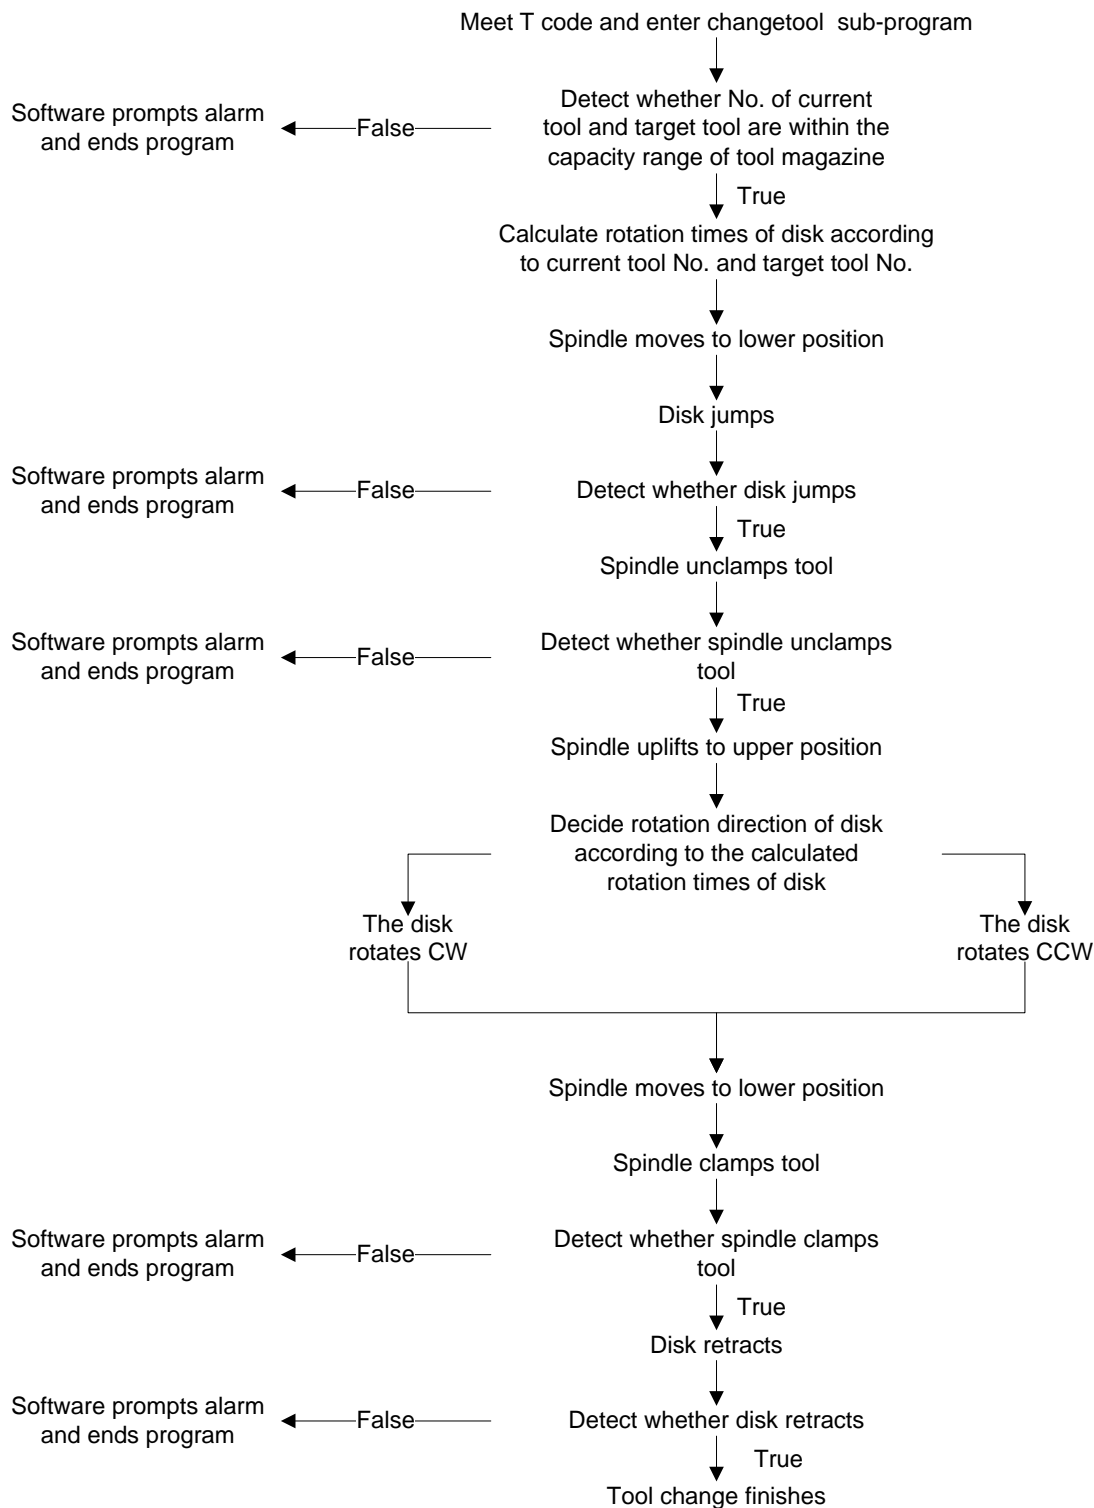 Meet T code and enter changetool sub-program
Software prompts alarm
and ends program
False
Detect whether No. of current
tool and target tool are within the
capacity range of tool magazine
True
Calculate rotation times of disk according
to current tool No. and target tool No.
Spindle moves to lower position
Disk jumps
Software prompts alarm
and ends program
False
Detect whether disk jumps
True
Spindle unclamps tool
Software prompts alarm
and ends program
False
Detect whether spindle unclamps
tool
True
Spindle uplifts to upper position
Decide rotation direction of disk
according to the calculated
rotation times of disk
The disk
rotates CW
The disk
rotates CCW
Spindle moves to lower position
Spindle clamps tool
Software prompts alarm
and ends program
False
Detect whether spindle clamps
tool
True
Disk retracts
Software prompts alarm
and ends program
False
Detect whether disk retracts
True
Tool change finishes